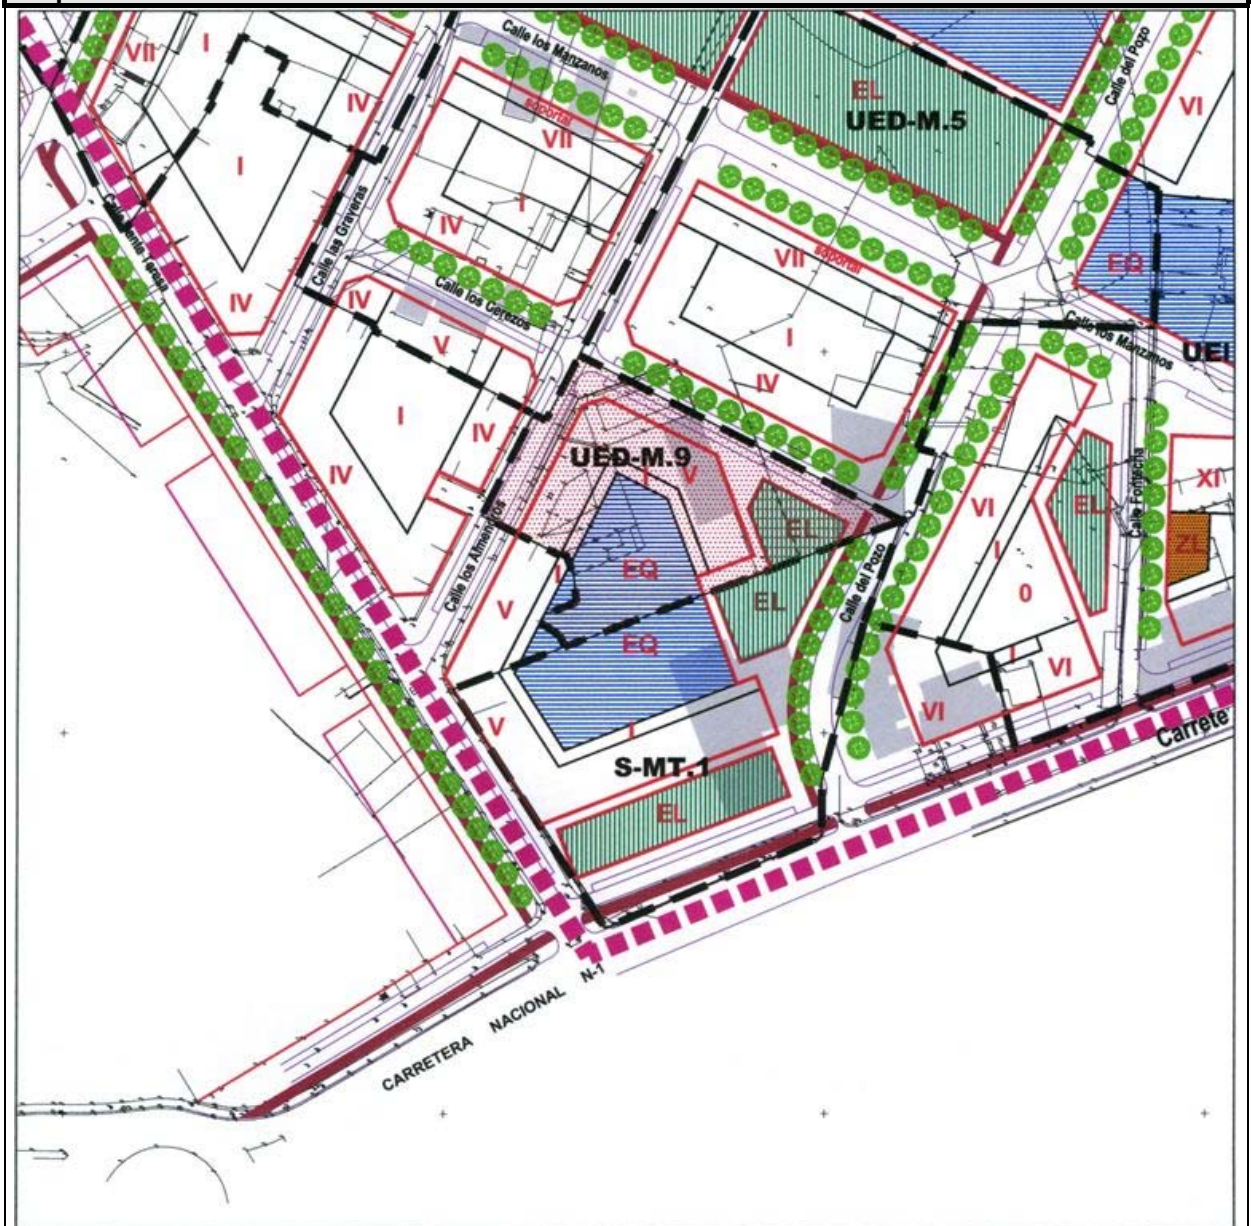 Calle los Manzanos
Calle del Pozo
VII
I
IV
EL
UED-M.5
VI
soportal
VII
I
I
IV
Calle las Graveras
VII
soportal
EQ
IV
IV
Calle los Cerezos
Calle los Manzanos
UEI
V
I
IV
I
IV
IV
UED-M.9
I
V
EL
EL
VI
Calle Fontecha
XI
ZL
Calle los Almendros
I
EQ
I
V
EL
Calle del Pozo
0
EQ
I
VI
V
I
VI
S-MT.1
EL
Carrete
CARRETERA NACIONAL N-1